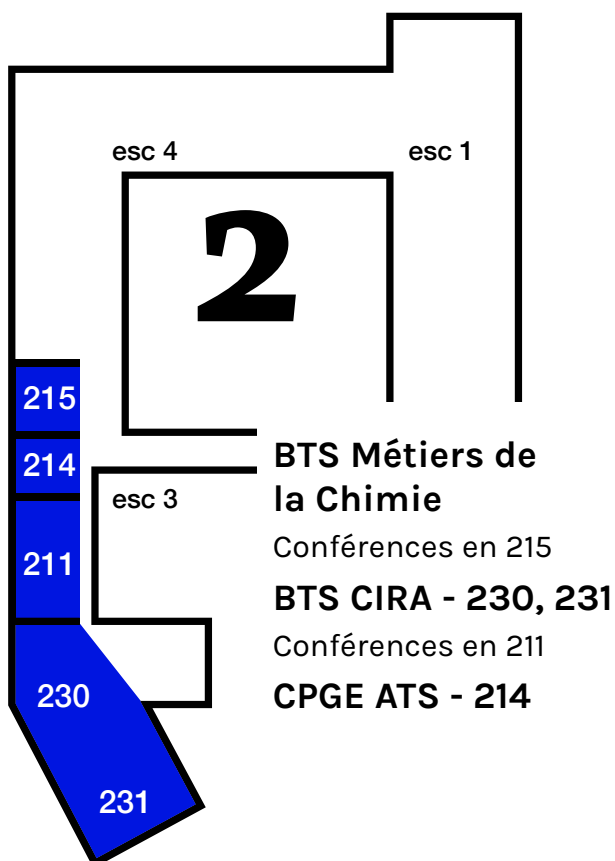 esc 4
esc 1
2
215
214
esc 3
211
230
231
BTS Métiers de
la Chimie
Conférences en 215
BTS CIRA - 230, 231
Conférences en 211
CPGE ATS - 214